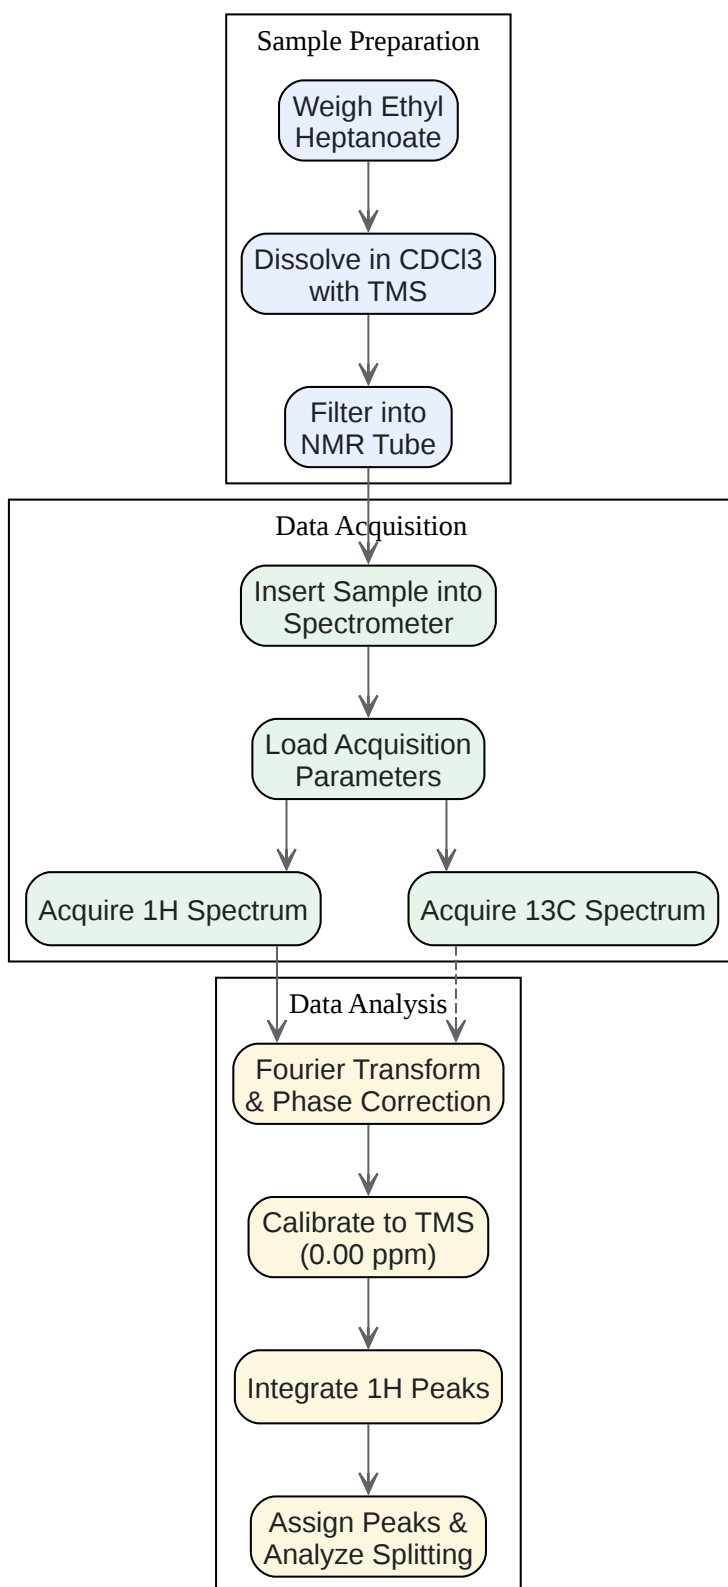 Sample Preparation
Weigh Ethyl
Heptanoate
Dissolve in CDCl3
with TMS
Filter into
NMR Tube
Data Acquisition
Insert Sample into
Spectrometer
Load Acquisition
Parameters
Acquire 1H Spectrum
Acquire 13C Spectrum
Data Analysis
Fourier Transform
& Phase Correction
Calibrate to TMS
(0.00 ppm)
Integrate 1H Peaks
Assign Peaks &
Analyze Splitting